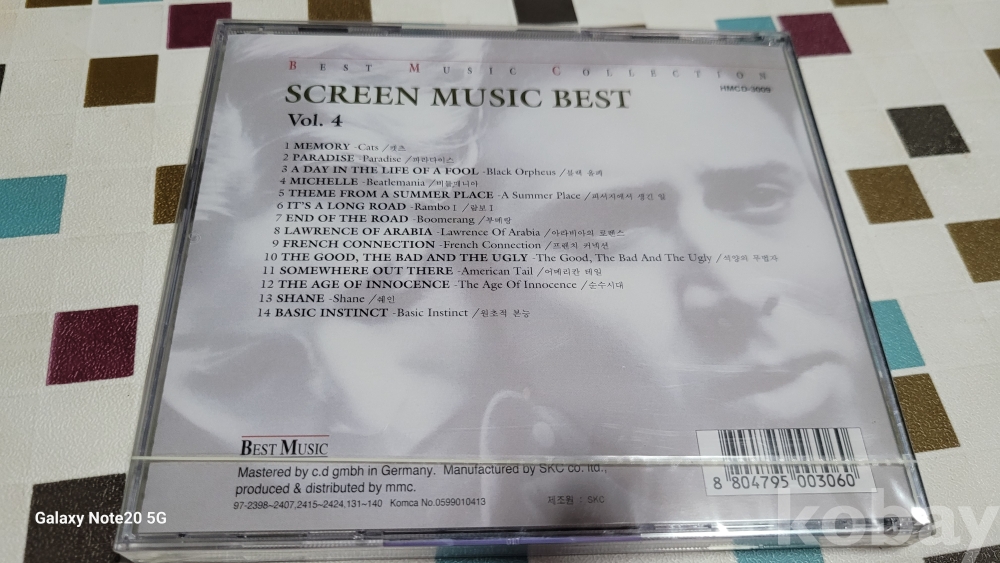 BEST MUSIC COLLECTION
HMCD-3009
SCREEN MUSIC BEST
Vol. 4
1 MEMORY -Cats /캣츠
2 PARADISE -Paradise /파라다이스
3 A DAY IN THE LIFE OF A FOOL -Black Orpheus /블랙 올페
4 MICHELLE -Beatlemania /비틀매니아
5 THEME FROM A SUMMER PLACE -A Summer Place /피서지에서 생긴 일
6 IT'S A LONG ROAD -Rambo I /람보 I
7 END OF THE ROAD -Boomerang /부메랑
8 LAWRENCE OF ARABIA -Lawrence Of Arabia /아라비아의 로렌스
9 FRENCH CONNECTION -French Connection /프렌치 커넥션
10 THE GOOD, THE BAD AND THE UGLY -The Good, The Bad And The Ugly /석양의 무법자
11 SOMEWHERE OUT THERE -American Tail /어메리칸 테일
12 THE AGE OF INNOCENCE -The Age Of Innocence /순수시대
13 SHANE -Shane /쉐인
14 BASIC INSTINCT -Basic Instinct /원초적 본능
BEST MUSIC
Mastered by c.d gmbh in Germany. Manufactured by SKC co. ltd.,
produced & distributed by mmc.
97-2398~2407,2415~2424,131~140 Komca No.0599010413
제조원 : SKC
8 804795 003060
Galaxy Note20 5G
kobay